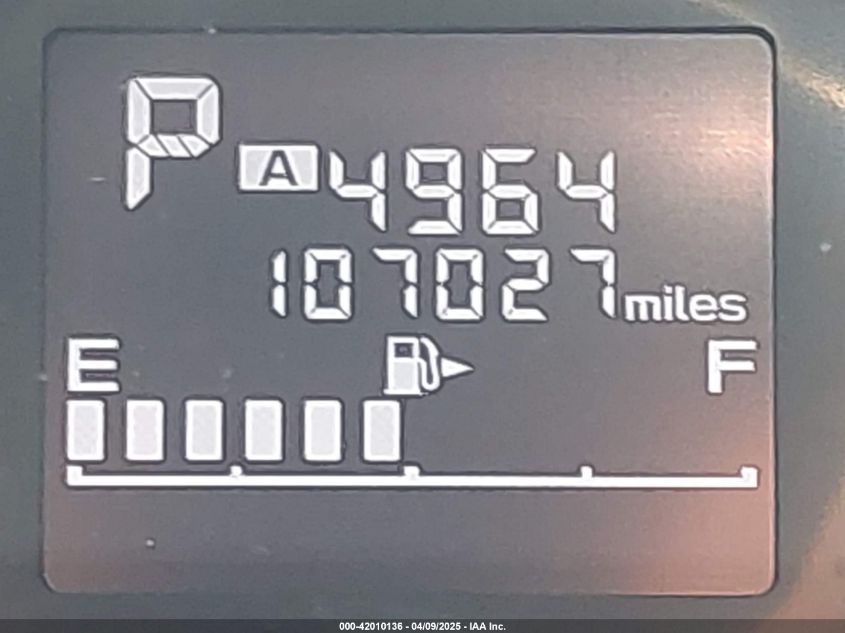 P
A 4964
107027 miles
E F
000-42010136 - 04/09/2025 - IAA Inc.